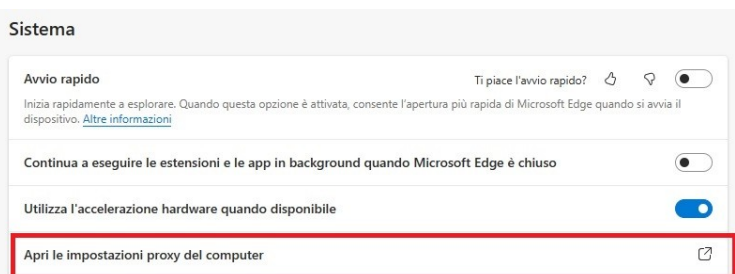 Sistema
Avvio rapido
Ti piace l'avvio rapido?
Inizia rapidamente a esplorare. Quando questa opzione è attivata, consente l'apertura più rapida di Microsoft Edge quando si avvia il
dispositivo. Altre informazioni
Continua a eseguire le estensioni e le app in background quando Microsoft Edge è chiuso
Utilizza l'accelerazione hardware quando disponibile
Apri le impostazioni proxy del computer